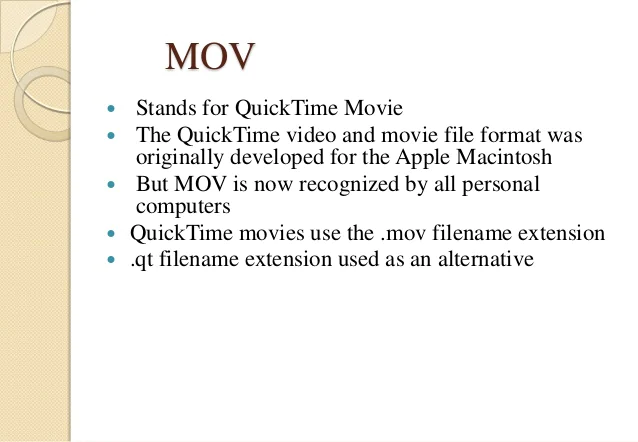 MOV
• Stands for QuickTime Movie
• The QuickTime video and movie file format was
originally developed for the Apple Macintosh
• But MOV is now recognized by all personal
computers
• QuickTime movies use the .mov filename extension
• .qt filename extension used as an alternative